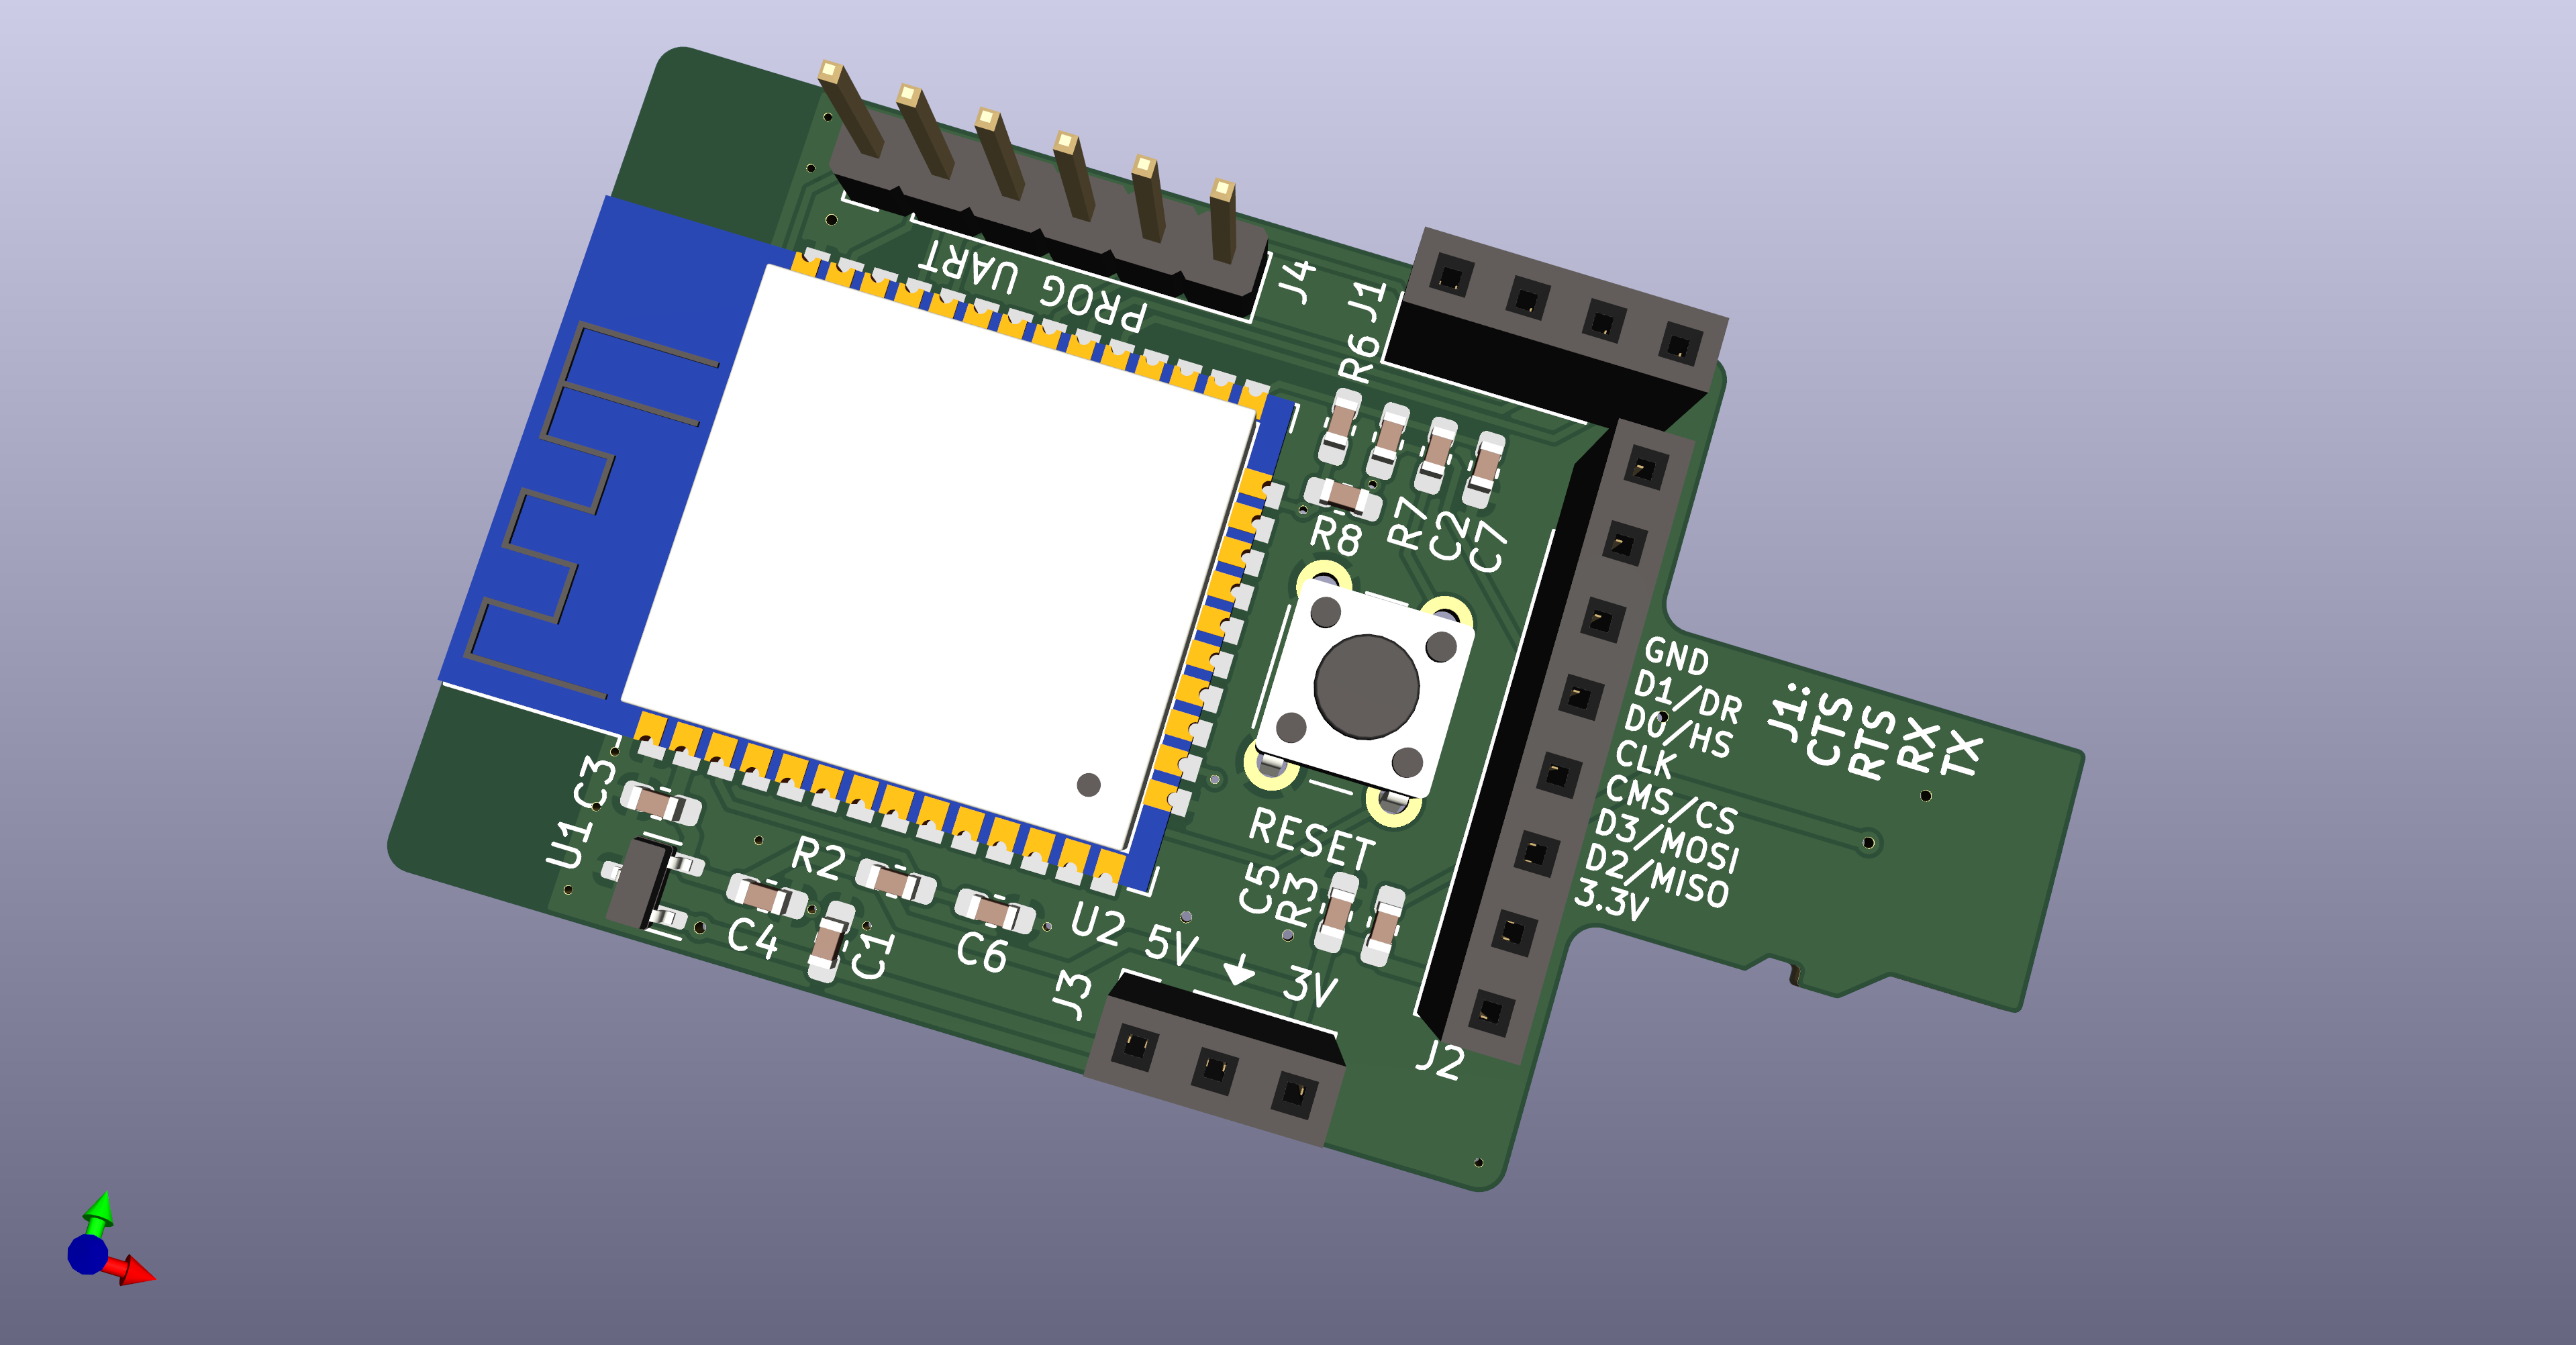 PROG UART
J4
J1
R6
R8
R7
C2
C7
GND
D1/DR
D0/HS
CLK
CMS/CS
D3/MOSI
D2/MISO
3.3V
J1:
CTS
RTS
RX
TX
RESET
C3
U1
R2
C4
C1
C6
U2
C5
R3
5V
3V
J3
J2